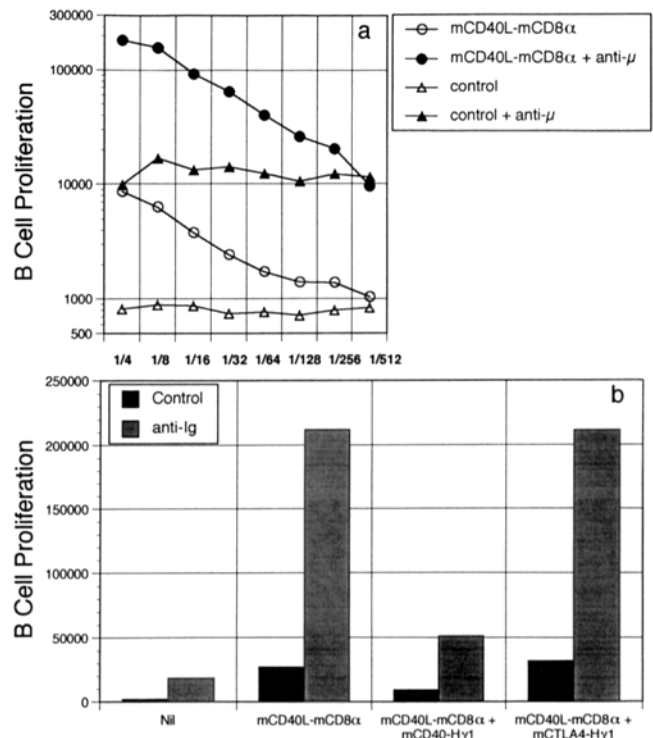 300000
100000
10000
1000
500
B Cell Proliferation
a
1/4 1/8 1/16 1/32 1/64 1/128 1/256 1/512
mCD40L-mCD8α
mCD40L-mCD8α + anti-μ
control
control + anti-μ
250000
200000
150000
100000
50000
0
B Cell Proliferation
b
Control
anti-Ig
Nil
mCD40L-mCD8α
mCD40L-mCD8α +
mCD40-Hγ1
mCD40L-mCD8α +
mCTLA4-Hγ1